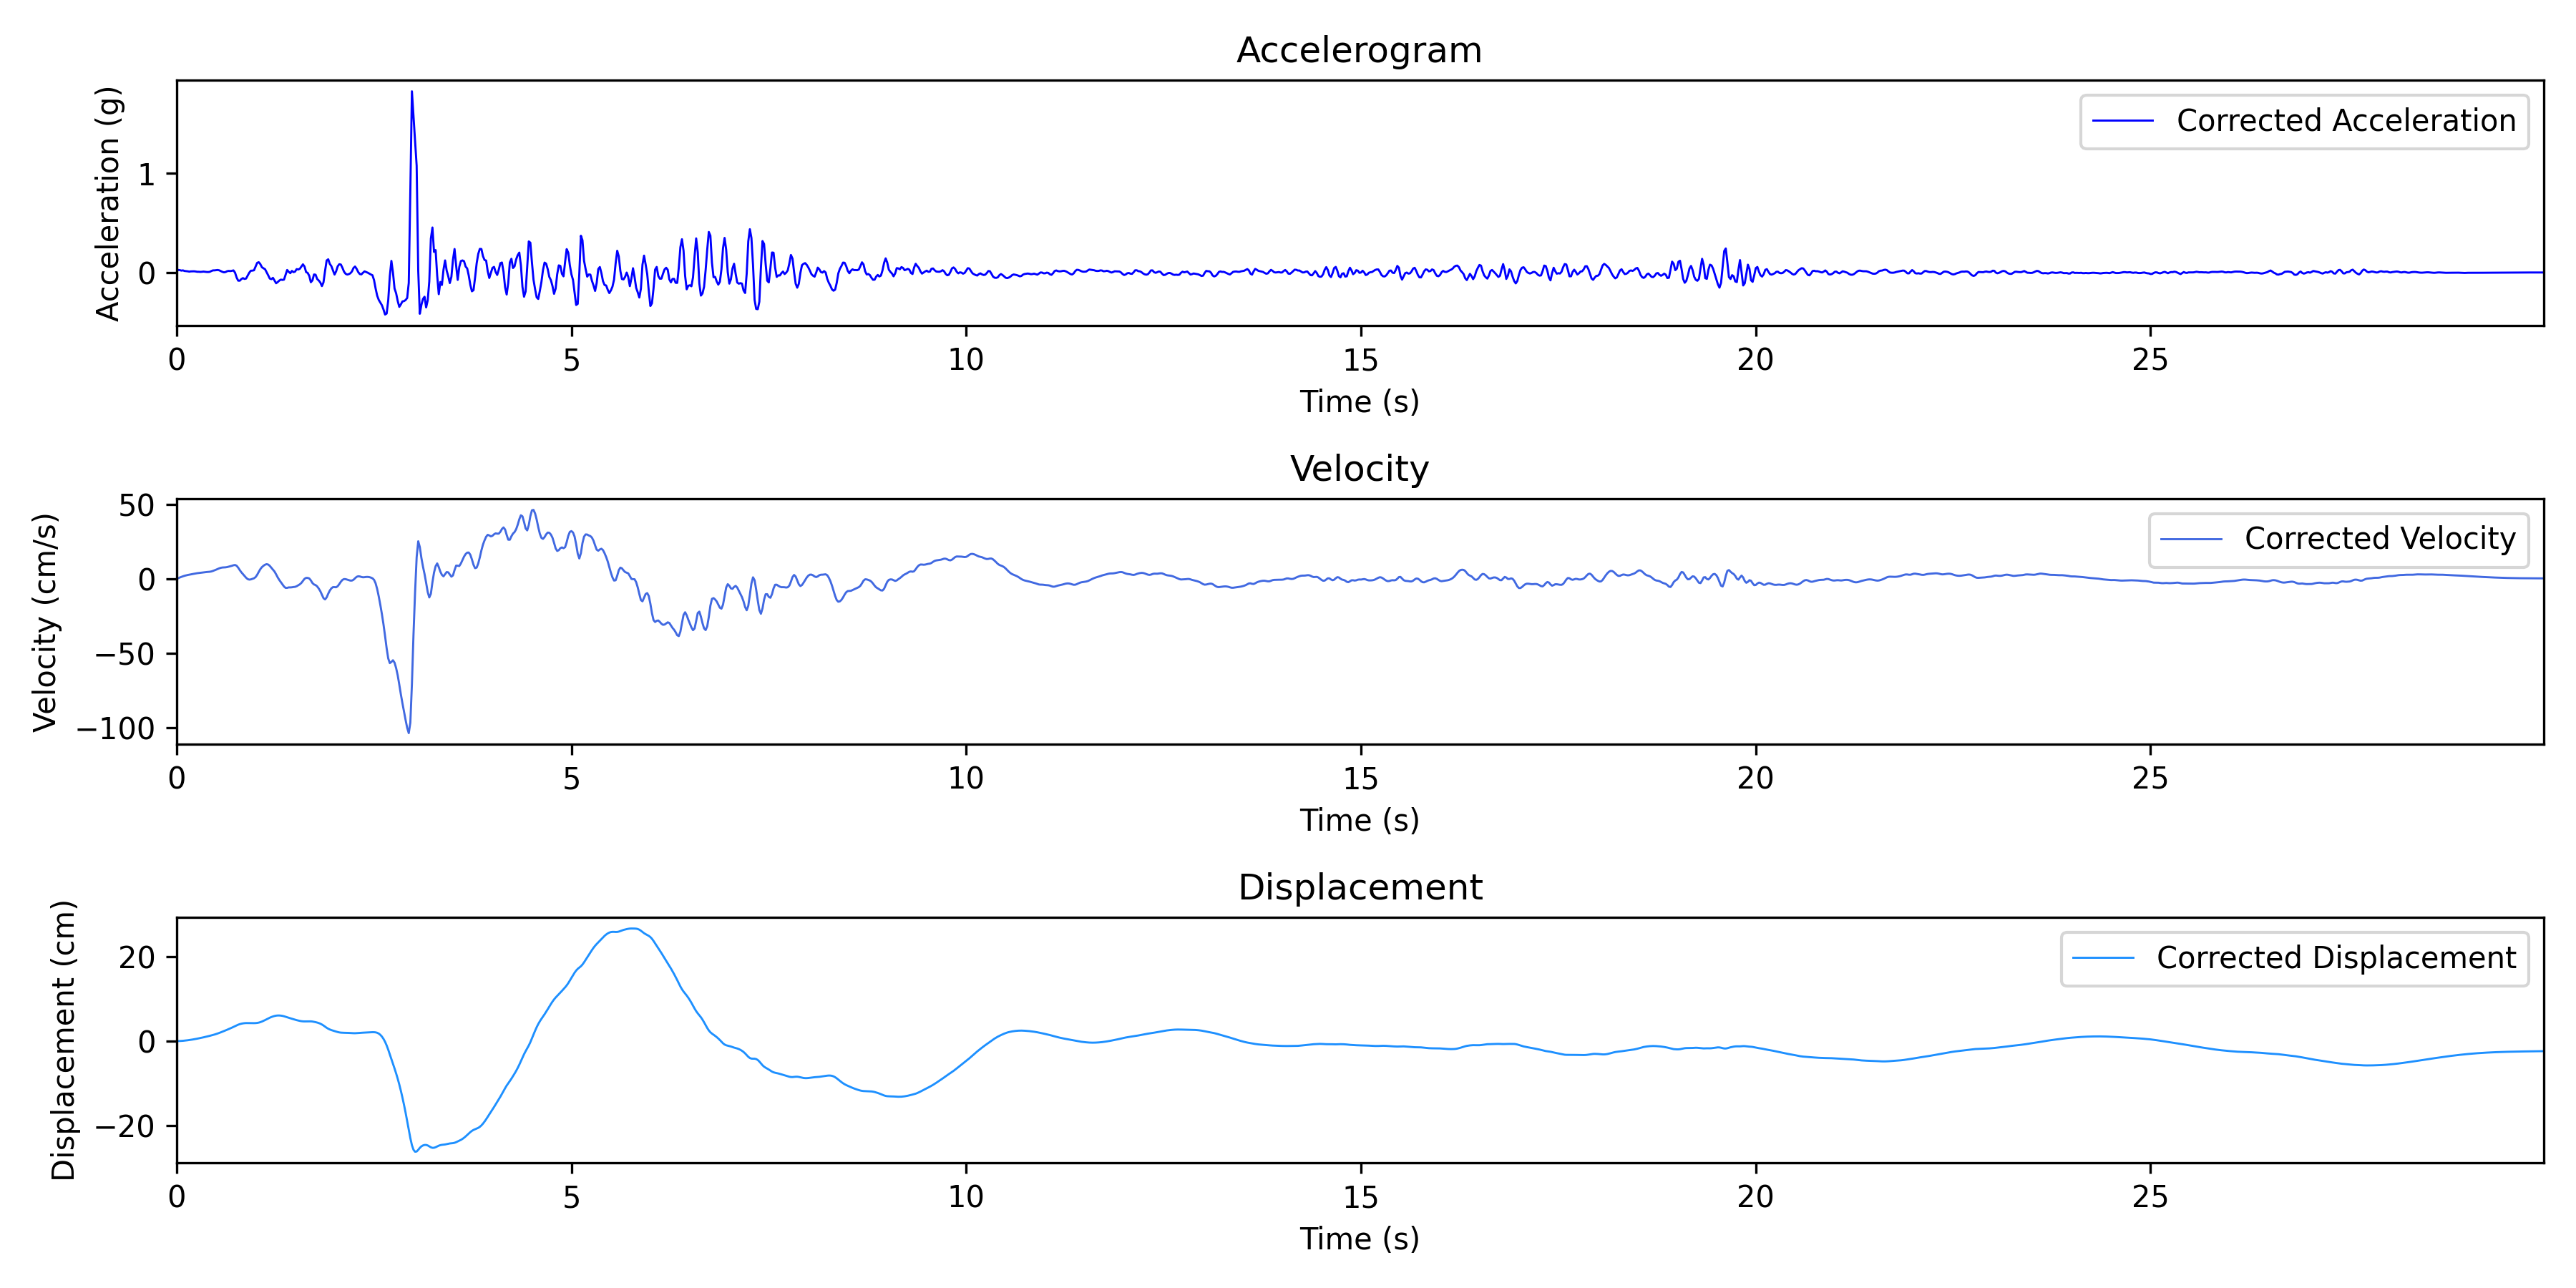 Accelerogram
Acceleration (g)
1
0
Corrected Acceleration
0 5 10 15 20 25
Time (s)
Velocity
Velocity (cm/s)
50
0
−50
−100
Corrected Velocity
0 5 10 15 20 25
Time (s)
Displacement
Displacement (cm)
20
0
−20
Corrected Displacement
0 5 10 15 20 25
Time (s)